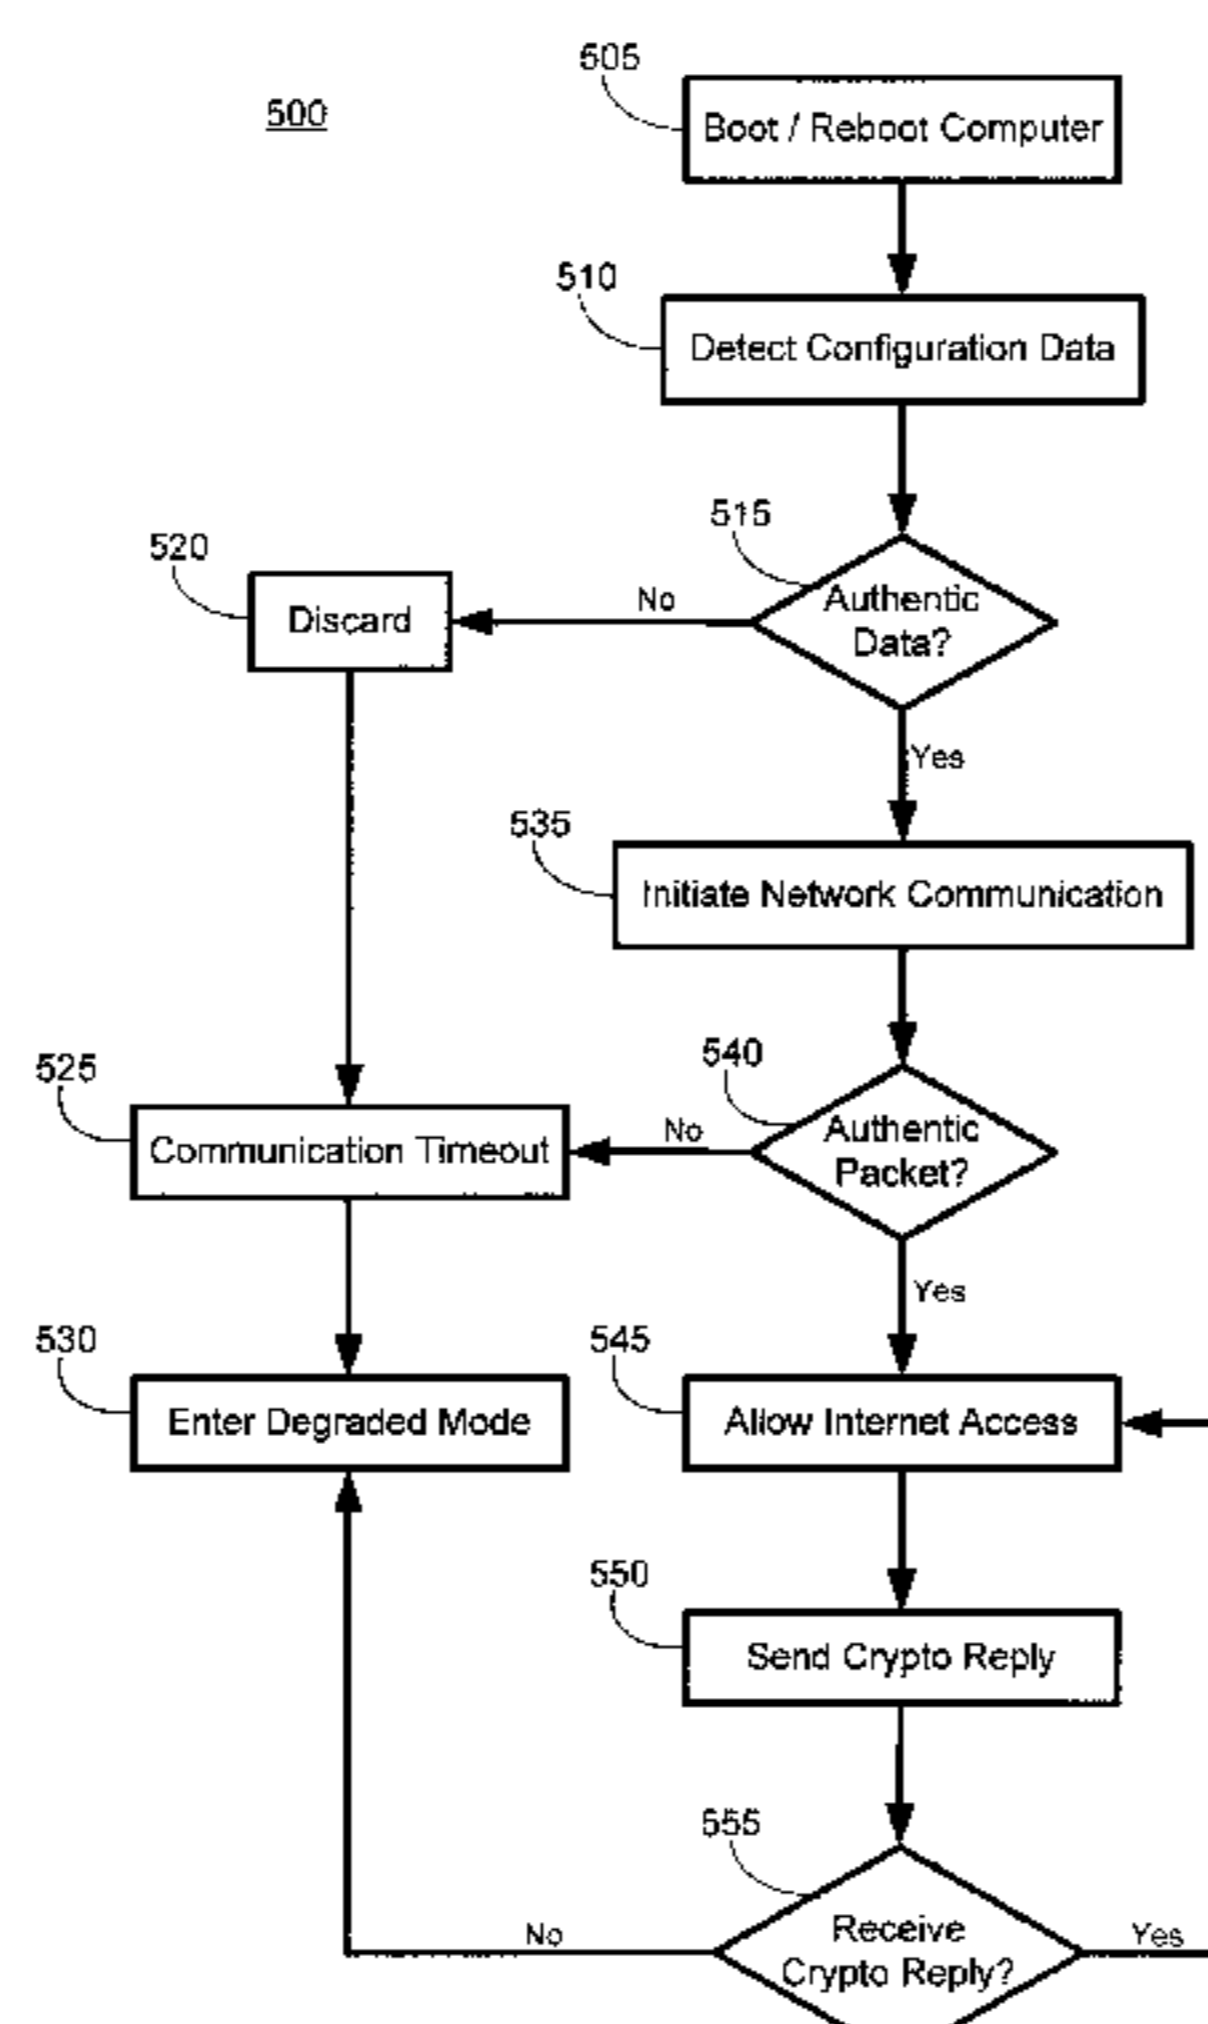 500
505
Boot / Reboot Computer
510
Detect Configuration Data
515
Authentic
Data?
No
520
Discard
Yes
535
Initiate Network Communication
540
Authentic
Packet?
No
525
Communication Timeout
Yes
530
Enter Degraded Mode
545
Allow Internet Access
550
Send Crypto Reply
555
Receive
Crypto Reply?
No
Yes